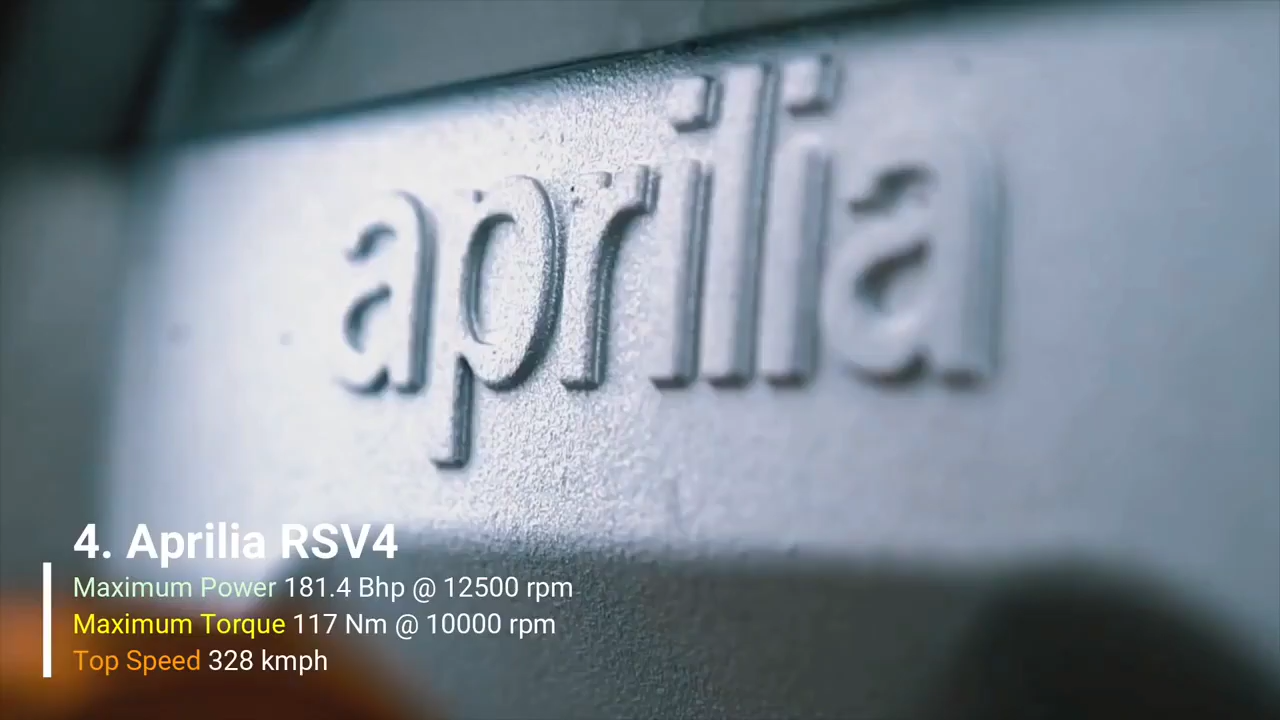 aprilia
4. Aprilia RSV4
Maximum Power 181.4 Bhp @ 12500 rpm
Maximum Torque 117 Nm @ 10000 rpm
Top Speed 328 kmph